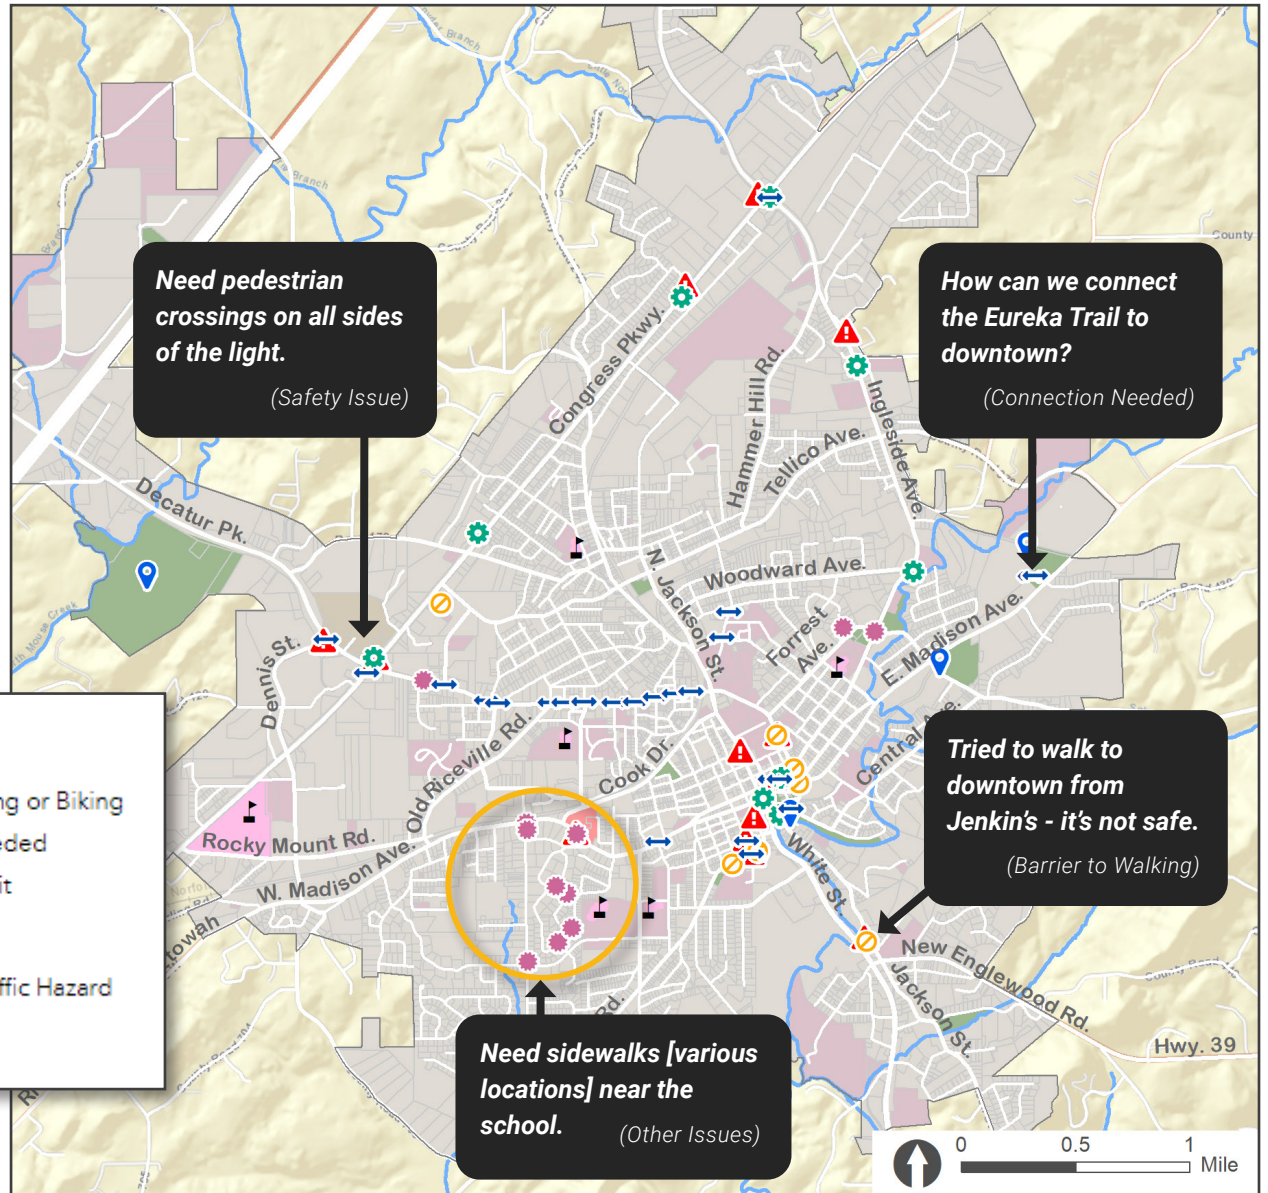 Need pedestrian
crossings on all sides
of the light.
(Safety Issue)
How can we connect
the Eureka Trail to
downtown?
(Connection Needed)
County
Congress Pkwy.
Hammer Hill Rd.
Tellico Ave.
Ingleside Ave.
Decatur Pk.
N. Jackson St.
Woodward Ave.
Forrest
Ave.
E. Madison Ave.
Dennis St.
Central Ave.
Old Riceville Rd.
Cook Dr.
Rocky Mount Rd.
W. Madison Ave.
White St.
Tried to walk to
downtown from
Jenkin's - it's not safe.
(Barrier to Walking)
ng or Biking
eded
it
ffic Hazard
New Englewood Rd.
Jackson St.
Rd.
Hwy. 39
Need sidewalks [various
locations] near the
school.
(Other Issues)
0 0.5 1
Mile